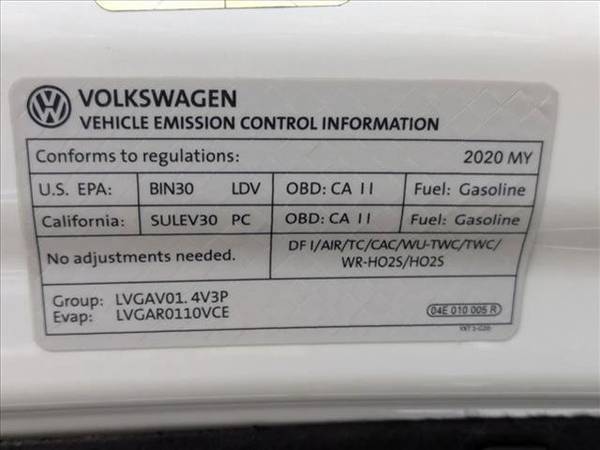 VOLKSWAGEN
VEHICLE EMISSION CONTROL INFORMATION
Conforms to regulations: 2020 MY
U.S. EPA: BIN30 LDV OBD: CA II Fuel: Gasoline
California: SULEV30 PC OBD: CA II Fuel: Gasoline
No adjustments needed.
DF I/AIR/TC/CAC/WU-TWC/TWC/
WR-HO2S/HO2S
Group: LVGAV01. 4V3P
Evap: LVGAR0110VCE
04E 010 005 R